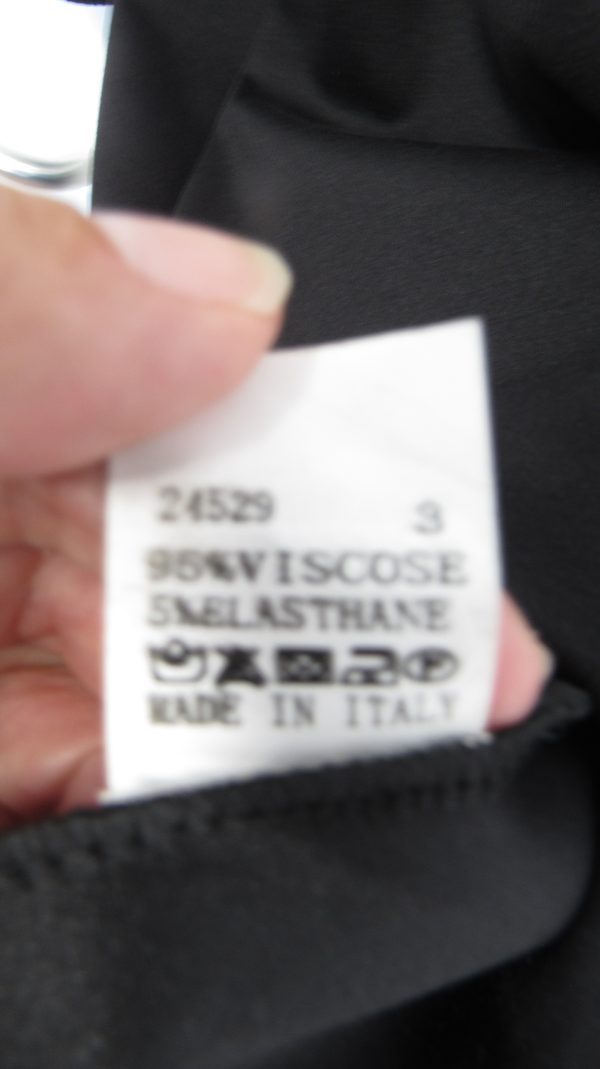 24529 3
95%VISCOSE
5%ELASTHANE
MADE IN ITALY